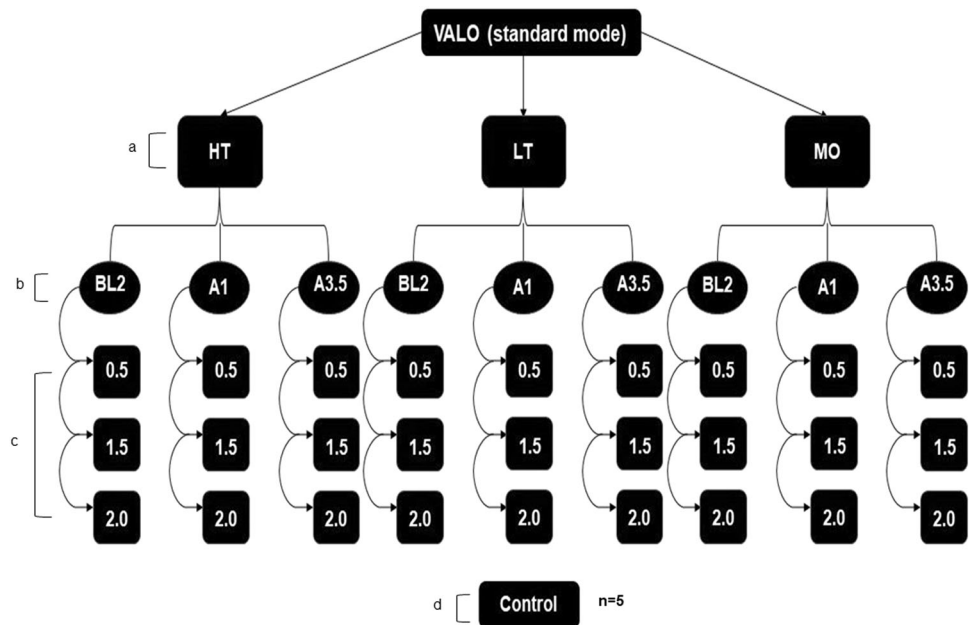 VALO (standard mode)
a
HT LT MO
b
BL2 A1 A3.5 BL2 A1 A3.5 BL2 A1 A3.5
0.5 0.5 0.5 0.5 0.5 0.5 0.5 0.5 0.5
c
1.5 1.5 1.5 1.5 1.5 1.5 1.5 1.5 1.5
2.0 2.0 2.0 2.0 2.0 2.0 2.0 2.0 2.0
d Control n=5